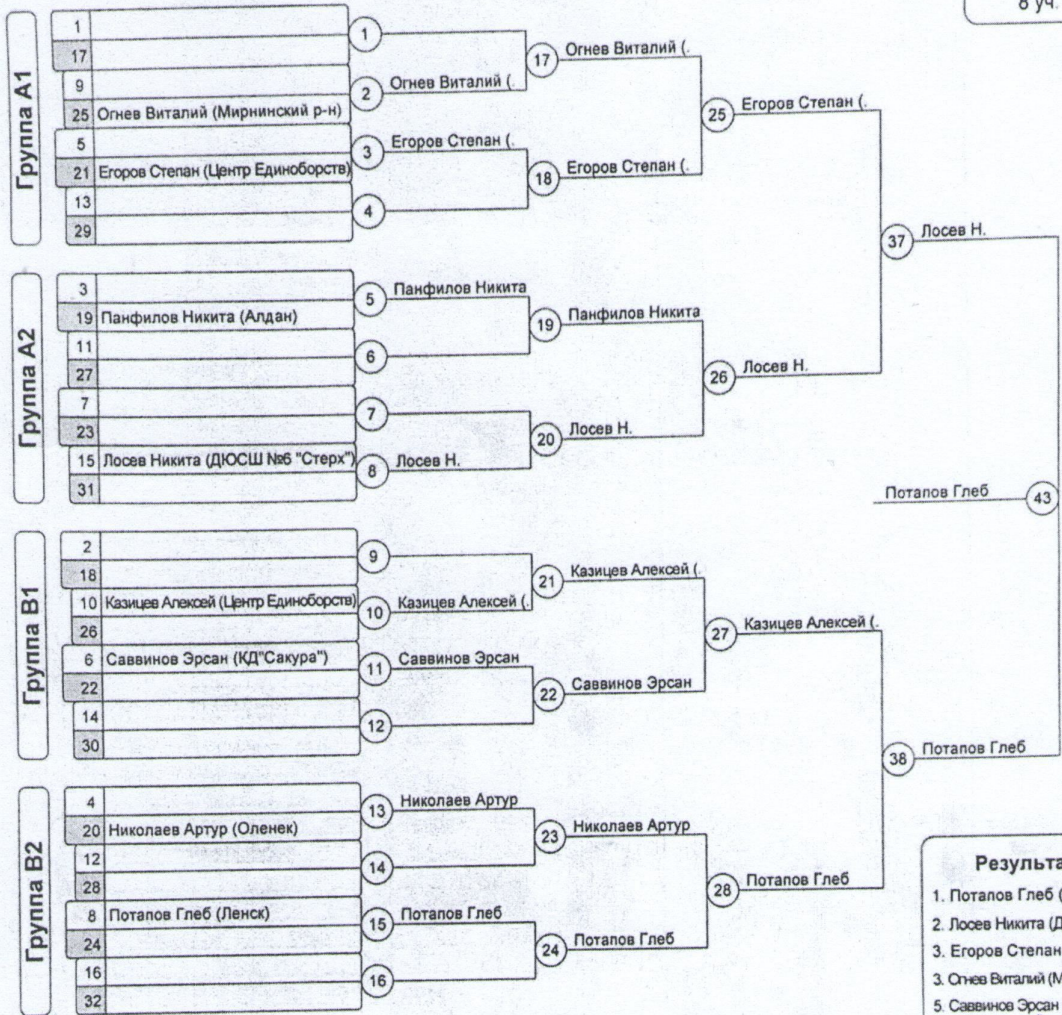 8 уч.
Группа А1
1
17
9
25 Огнев Виталий (Мирнинский р-н)
5
21 Егоров Степан (Центр Единоборств)
13
29
1
2 Огнев Виталий (.
3 Егоров Степан (.
4
17 Огнев Виталий (.
18 Егоров Степан (.
25 Егоров Степан (.
Группа А2
3
19 Панфилов Никита (Алдан)
11
27
7
23
15 Лосев Никита (ДЮСШ №6 "Стерх")
31
5 Панфилов Никита
6
7
8 Лосев Н.
19 Панфилов Никита
20 Лосев Н.
26 Лосев Н.
37 Лосев Н.
Потапов Глеб 43
Группа В1
2
18
10 Казицев Алексей (Центр Единоборств)
26
6 Саввинов Эрсан (КД"Сакура")
22
14
30
9
10 Казицев Алексей (.
11 Саввинов Эрсан
12
21 Казицев Алексей (.
22 Саввинов Эрсан
27 Казицев Алексей (.
38 Потапов Глеб
Группа В2
4
20 Николаев Артур (Оленек)
12
28
8 Потапов Глеб (Ленск)
24
16
32
13 Николаев Артур
14
15 Потапов Глеб
16
23 Николаев Артур
24 Потапов Глеб
28 Потапов Глеб
Результа
1. Потапов Глеб (
2. Лосев Никита (Д
3. Егоров Степан
3. Огнев Виталий (М
5. Саввинов Эрсан